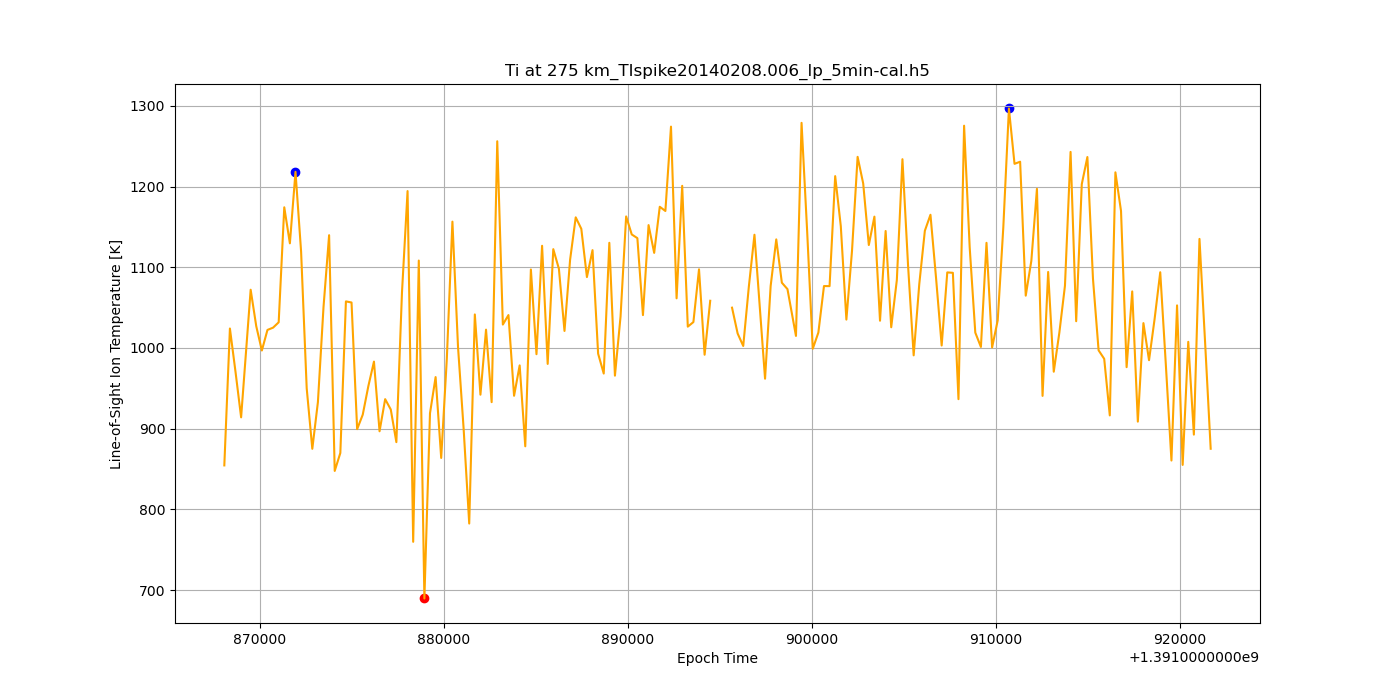 Ti at 275 km_TIspike20140208.006_lp_5min-cal.h5
Line-of-Sight Ion Temperature [K]
1300
1200
1100
1000
900
800
700
870000 880000 890000 900000 910000 920000
Epoch Time
+1.3910000000e9